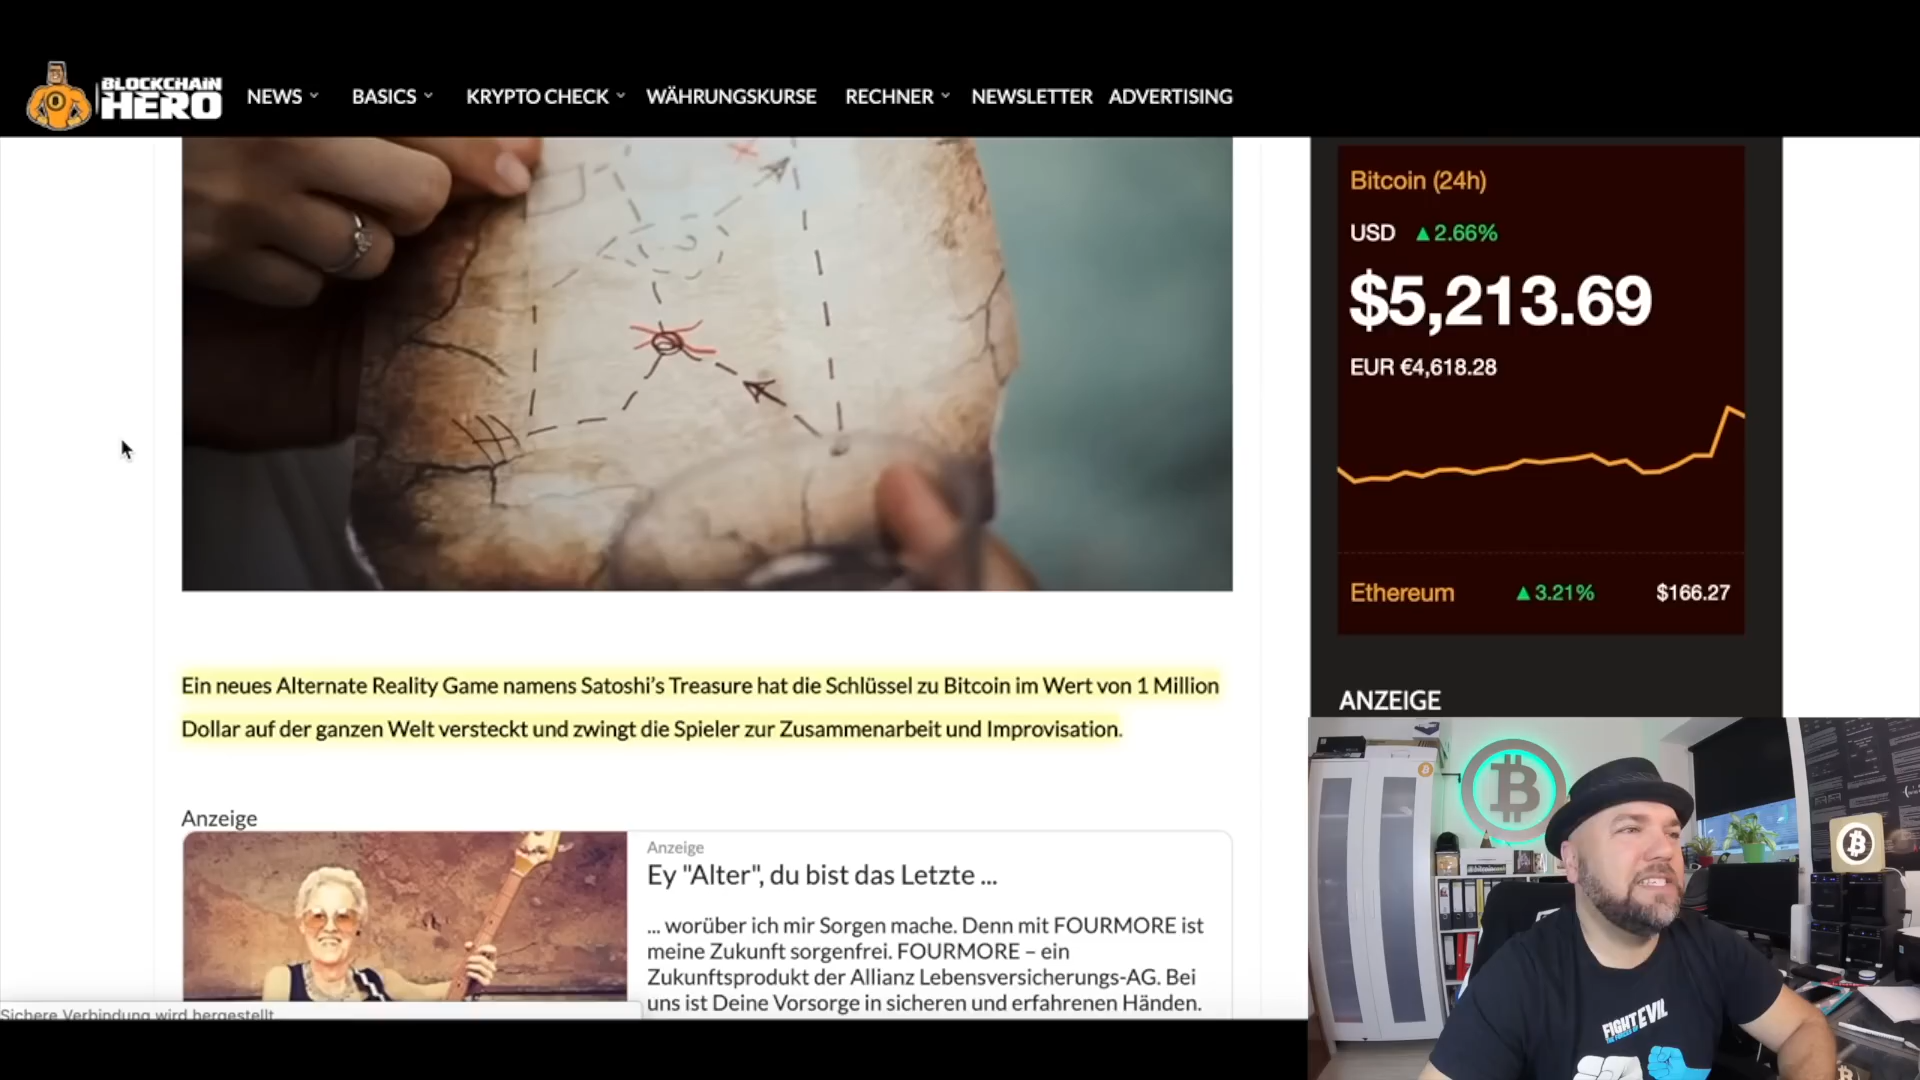 BLOCKCHAIN
HERO
NEWS
BASICS
KRYPTO CHECK
WÄHRUNGSKURSE
RECHNER
NEWSLETTER
ADVERTISING
Bitcoin (24h)
USD ▲2.66%
$5,213.69
EUR €4,618.28
Ethereum ▲3.21% $166.27
ANZEIGE
Ein neues Alternate Reality Game namens Satoshi’s Treasure hat die Schlüssel zu Bitcoin im Wert von 1 Million
Dollar auf der ganzen Welt versteckt und zwingt die Spieler zur Zusammenarbeit und Improvisation.
Anzeige
Anzeige
Ey "Alter", du bist das Letzte ...
... worüber ich mir Sorgen mache. Denn mit FOURMORE ist
meine Zukunft sorgenfrei. FOURMORE – ein
Zukunftsprodukt der Allianz Lebensversicherungs-AG. Bei
uns ist Deine Vorsorge in sicheren und erfahrenen Händen.
Sichere Verbindung wird hergestellt
FIGHT EVIL